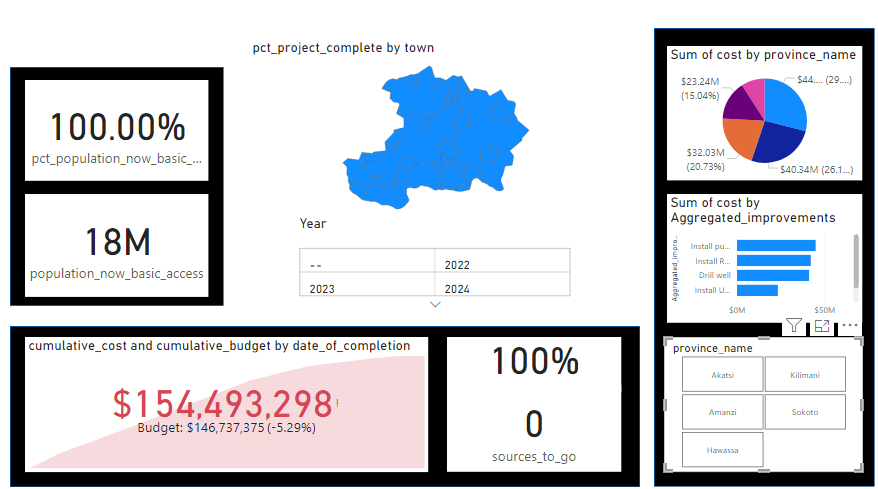 100.00%
pct_population_now_basic_...
18M
population_now_basic_access
pct_project_complete by town
Year
--
2022
2023
2024
cumulative_cost and cumulative_budget by date_of_completion
$154,493,298!
Budget: $146,737,375 (-5.29%)
100%
0
sources_to_go
Sum of cost by province_name
$23.24M
(15.04%)
$44.... (29....)
$32.03M
(20.73%)
$40.34M (26.1...)
Sum of cost by
Aggregated_improvements
Aggregated_impro...
Install pu...
Install R...
Drill well
Install U...
$0M
$50M
province_name
Akatsi
Kilimani
Amanzi
Sokoto
Hawassa